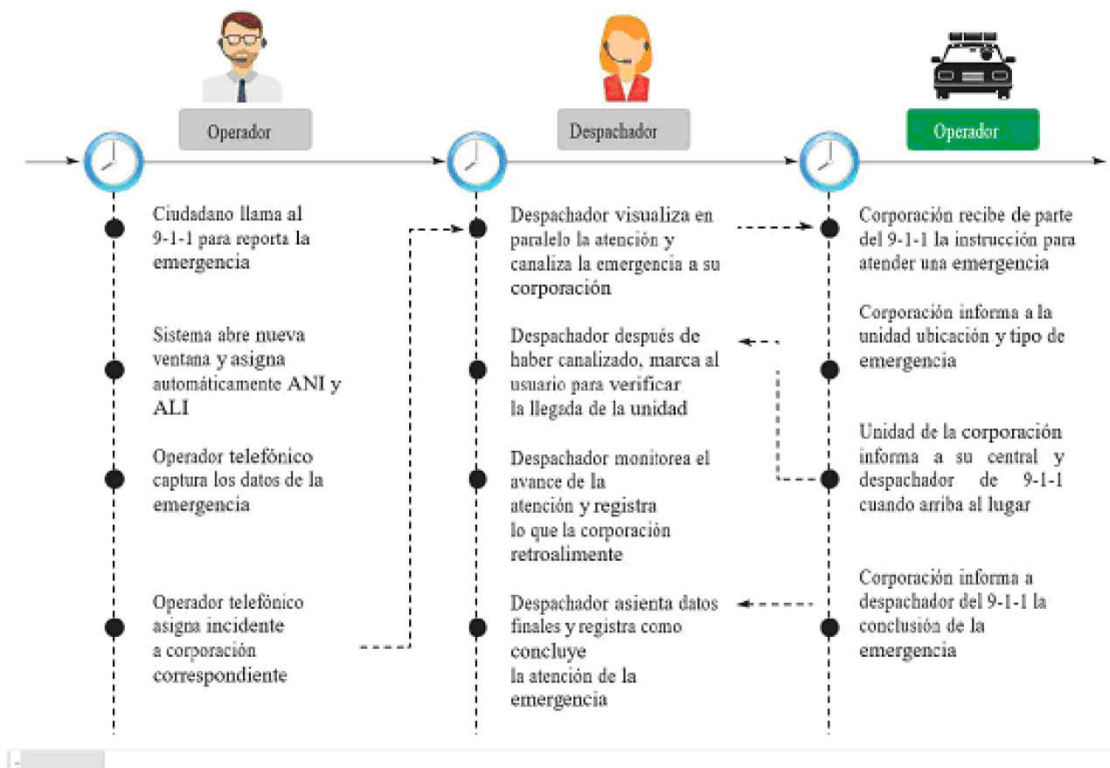 Operador
Ciudadano llama al
9-1-1 para reporta la
emergencia
Sistema abre nueva
ventana y asigna
automáticamente ANI y
ALI
Operador telefónico
captura los datos de la
emergencia
Operador telefónico
asigna incidente
a corporación
correspondiente
Despachador
Despachador visualiza en
paralelo la atención y
canaliza la emergencia a su
corporación
Despachador después de
haber canalizado, marca al
usuario para verificar
la llegada de la unidad
Despachador monitorea el
avance de la
atención y registra
lo que la corporación
retroalimente
Despachador asienta datos
finales y registra como
concluye
la atención de la
emergencia
Operador
Corporación recibe de parte
del 9-1-1 la instrucción para
atender una emergencia
Corporación informa a la
unidad ubicación y tipo de
emergencia
Unidad de la corporación
informa a su central y
despachador de 9-1-1
cuando arriba al lugar
Corporación informa a
despachador del 9-1-1 la
conclusión de la
emergencia